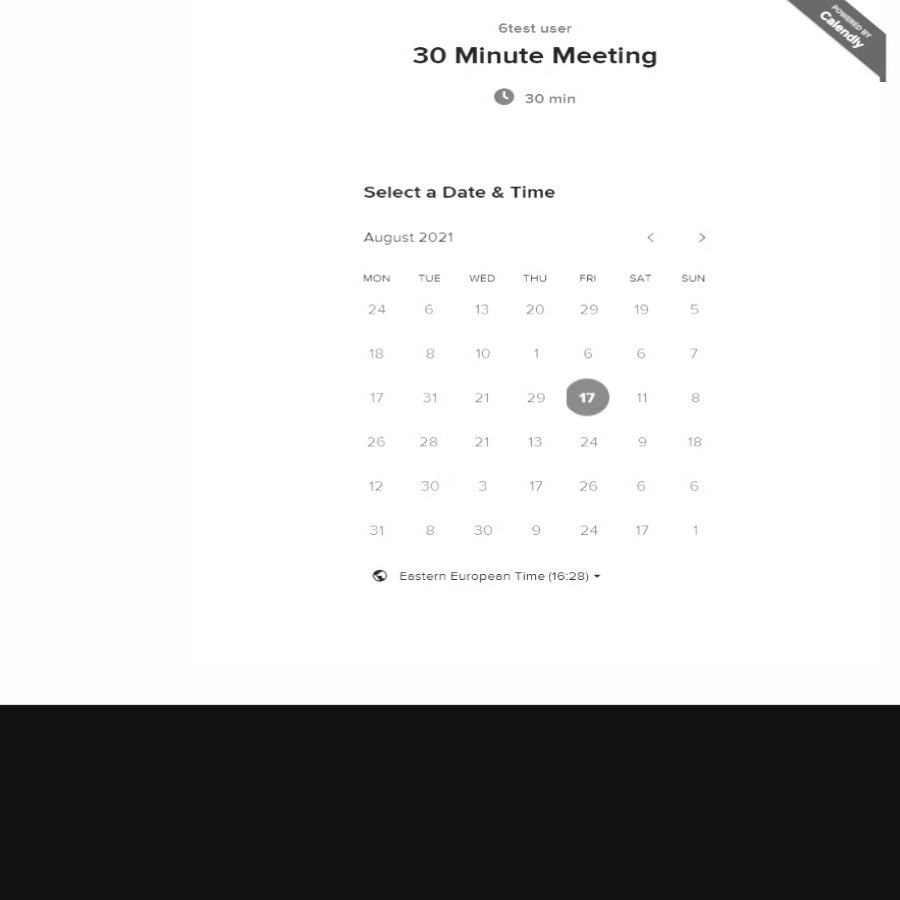 POWERED BY
Calendly
6test user
30 Minute Meeting
30 min
Select a Date & Time
August 2021
MON TUE WED THU FRI SAT SUN
24 6 13 20 29 19 5
18 8 10 1 6 6 7
17 31 21 29 17 11 8
26 28 21 13 24 9 18
12 30 3 17 26 6 6
31 8 30 9 24 17 1
Eastern European Time (16:28)